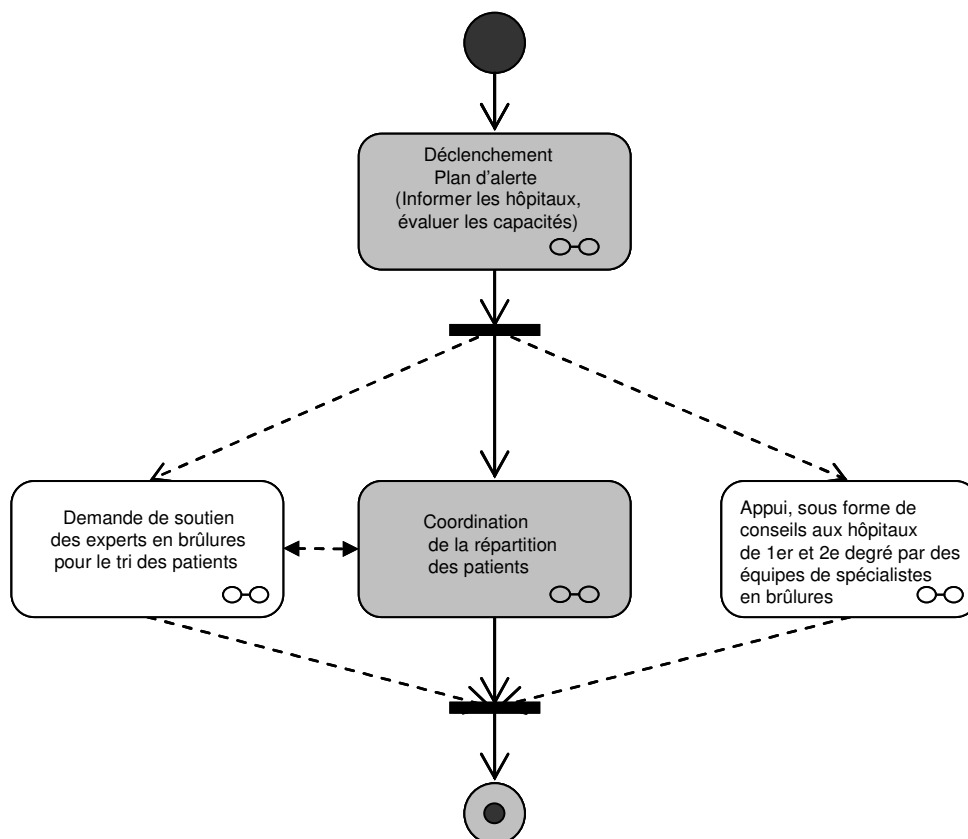 Déclenchement
Plan d'alerte
(Informer les hôpitaux,
évaluer les capacités)
Demande de soutien
des experts en brûlures
pour le tri des patients
Coordination
de la répartition
des patients
Appui, sous forme de
conseils aux hôpitaux
de 1er et 2e degré par des
équipes de spécialistes
en brûlures